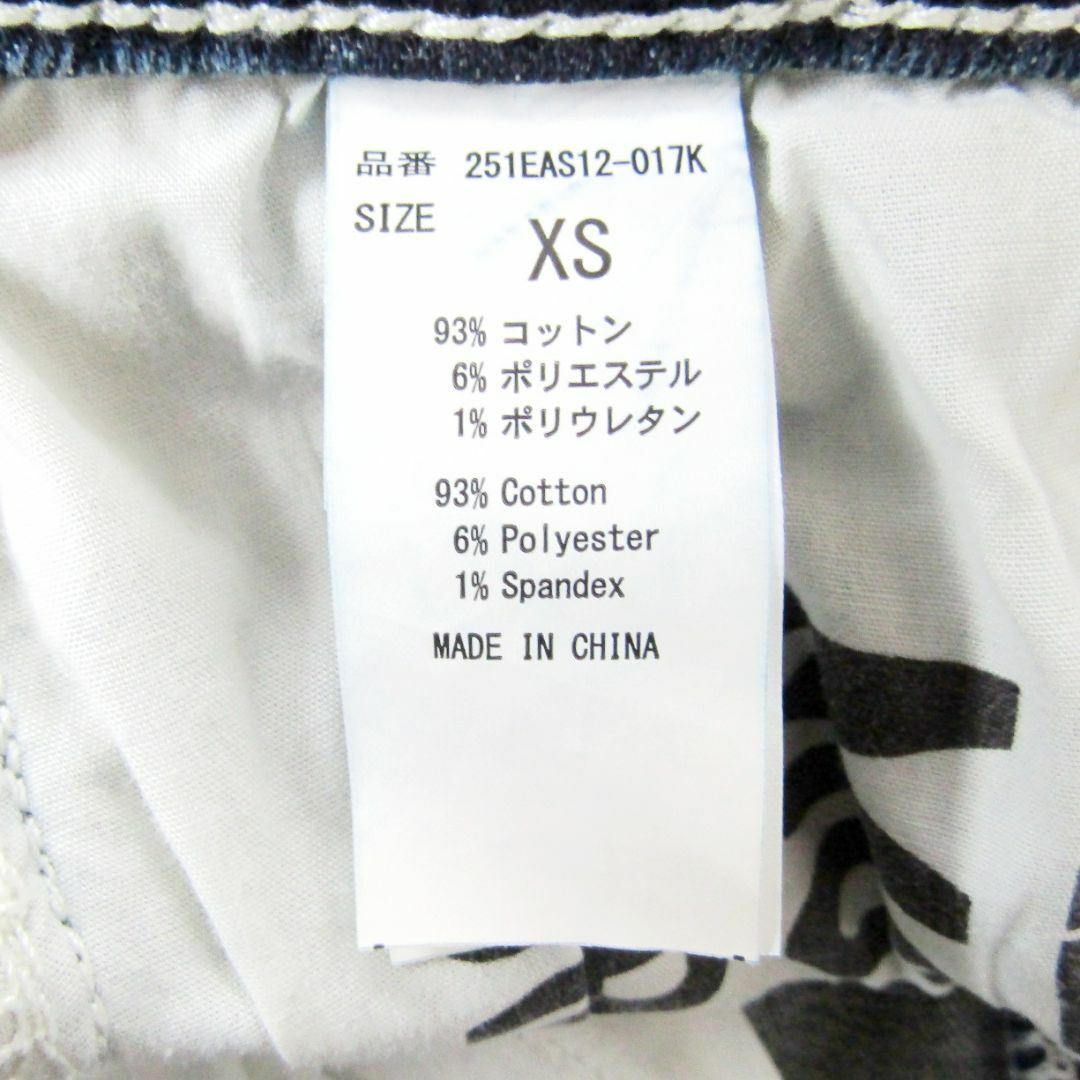 品番 251EAS12-017K
SIZE XS
93% コットン
6% ポリエステル
1% ポリウレタン
93% Cotton
6% Polyester
1% Spandex
MADE IN CHINA